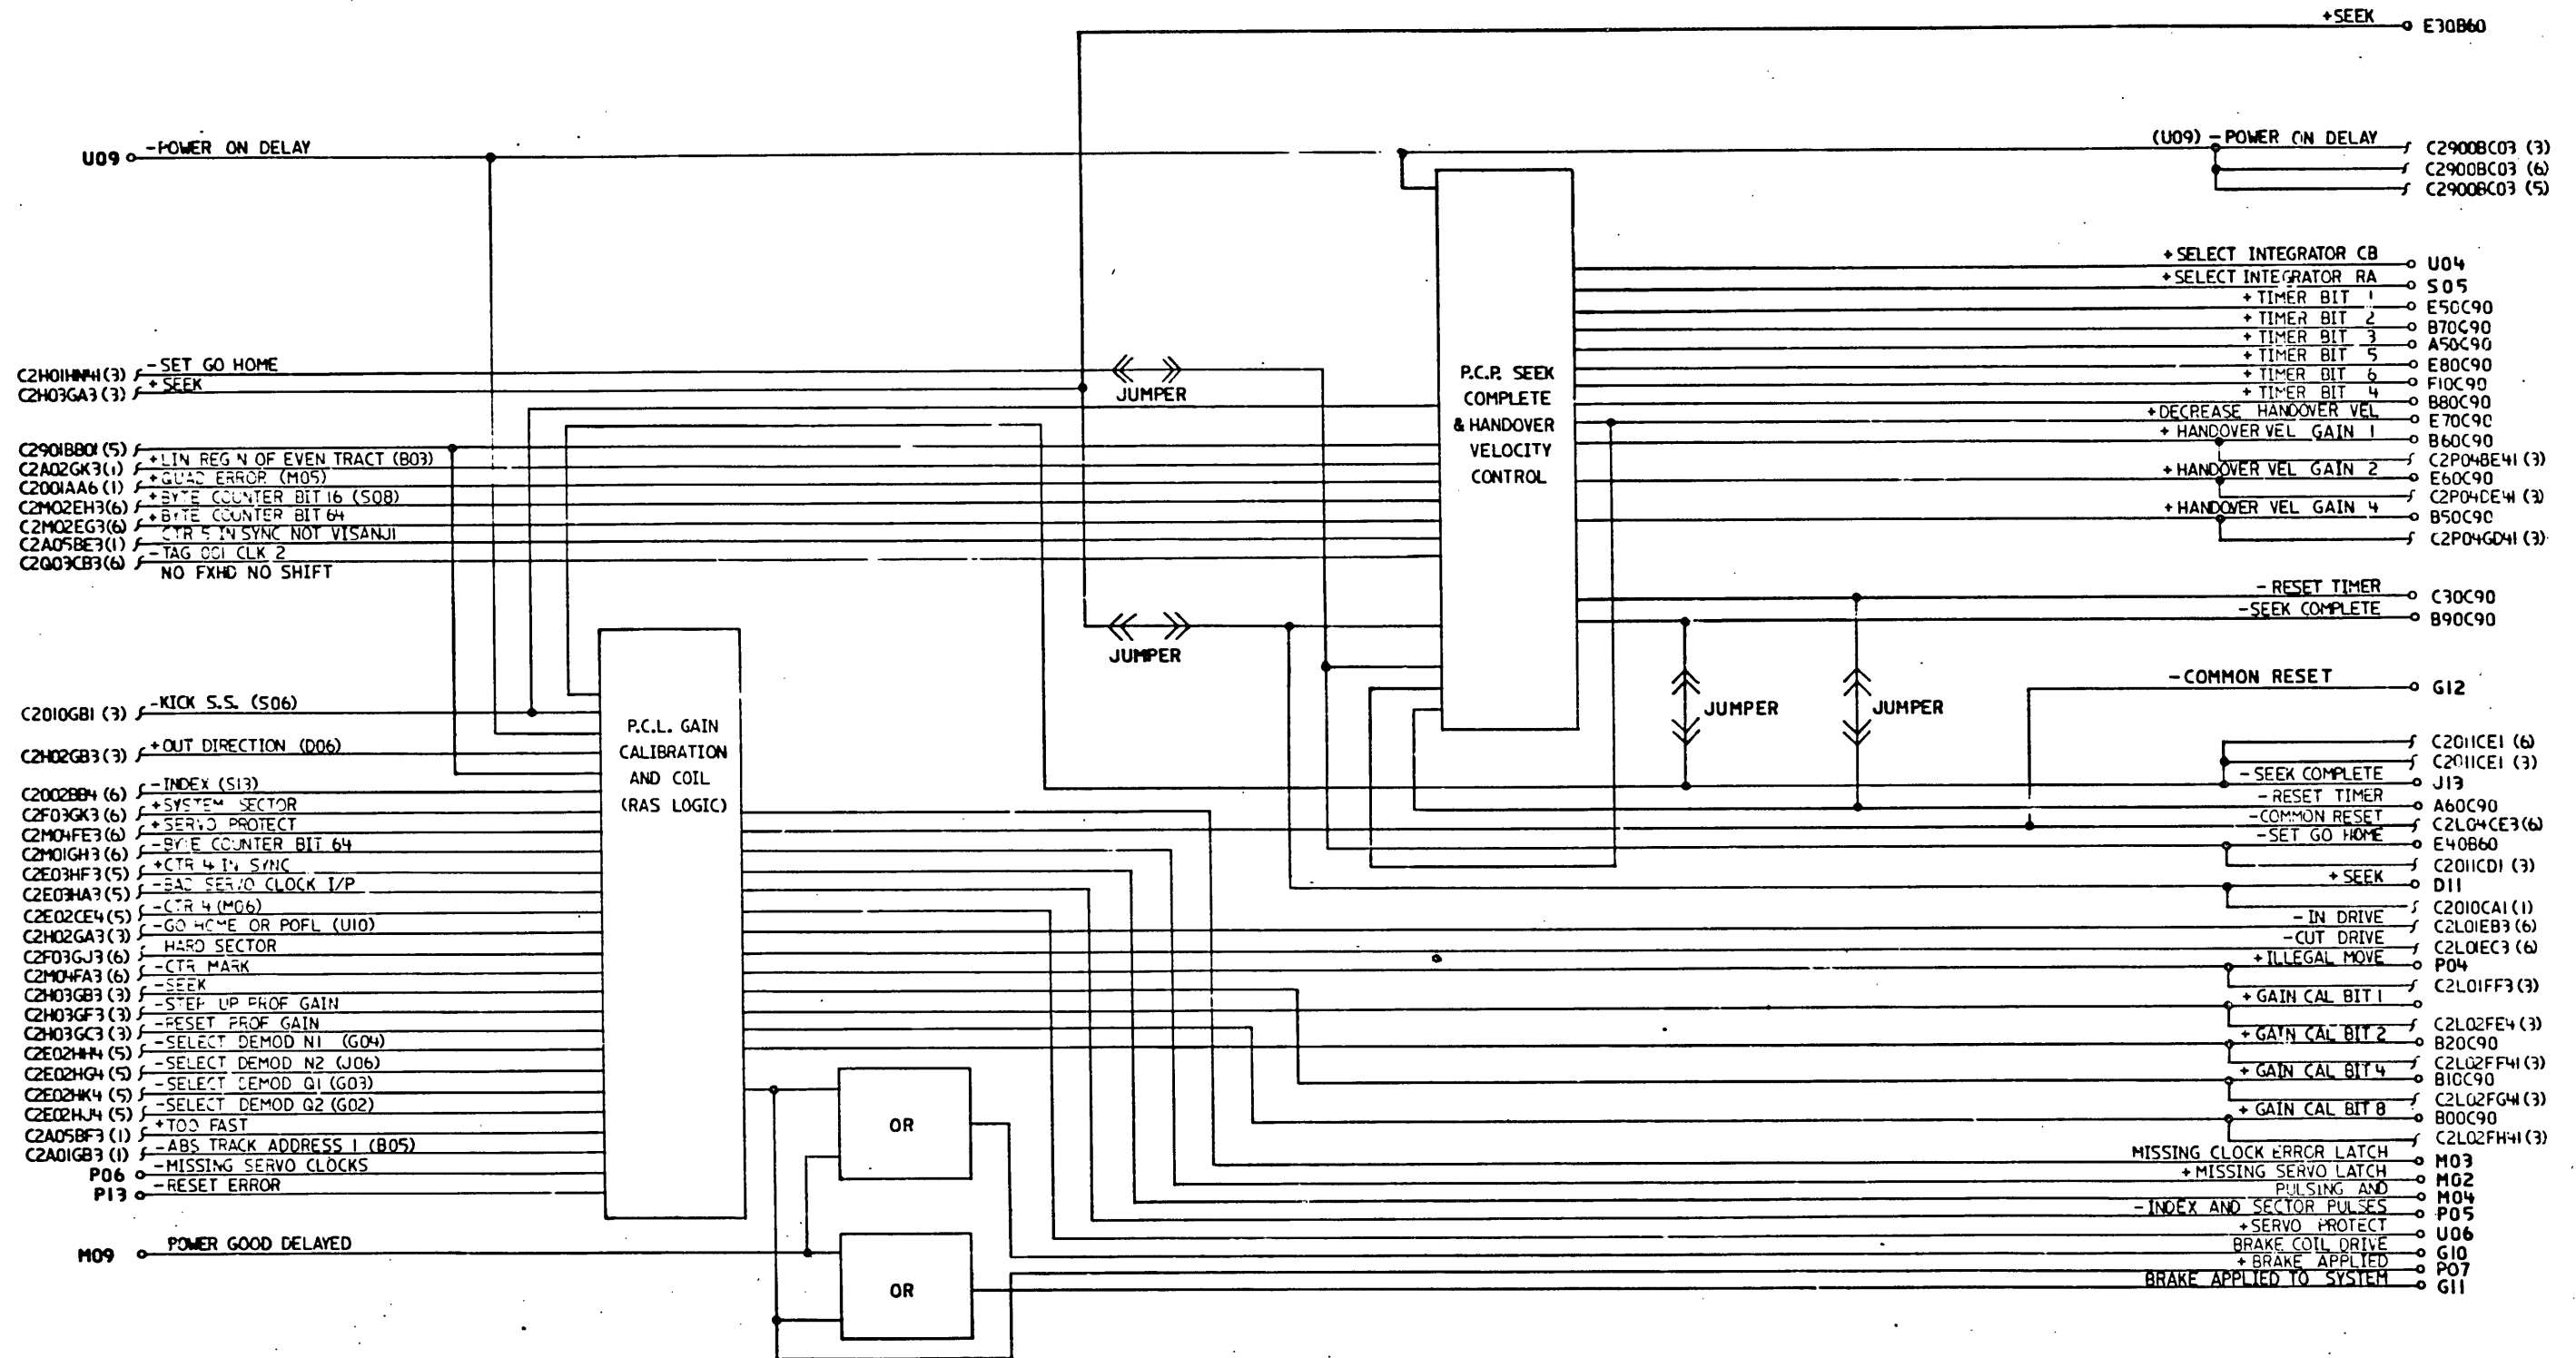 +SEEK
E30B60
U09
-POWER ON DELAY
(U09) -POWER ON DELAY
C2900BC03 (3)
C2900BC03 (6)
C2900BC03 (5)
+SELECT INTEGRATOR CB
U04
+SELECT INTEGRATOR RA
S05
+ TIMER BIT 1
E50C90
+ TIMER BIT 2
B70C90
+ TIMER BIT 3
A50C90
+ TIMER BIT 5
E80C90
+ TIMER BIT 6
F10C90
+ TIMER BIT 4
B80C90
+DECREASE HANDOVER VEL
E70C90
+ HANDOVER VEL GAIN 1
B60C90
C2P04BE41 (3)
+HANDOVER VEL GAIN 2
E60C90
C2P04CE41 (3)
+HANDOVER VEL GAIN 4
B50C90
C2P04GD41 (3)
-SET GO HOME
+ SEEK
C2H03GA3 (3)
JUMPER
P.C.P. SEEK
COMPLETE
& HANDOVER
VELOCITY
CONTROL
C2901BB01 (5)
+LIN REG'N OF EVEN TRACT (B03)
C2A02GK3(1)
+QUAD ERROR (M05)
C2001AA6 (1)
+BYTE COUNTER BIT 16 (S08)
C2M02EH3(6)
+BYTE COUNTER BIT 64
C2M02EG3(6)
CTR 5 IN SYNC NOT VISANJI
C2A05BE3(1)
-TAG 001 CLK 2
C2Q03CB3(6)
NO FXHD NO SHIFT
- RESET TIMER
C30C90
-SEEK COMPLETE
B90C90
JUMPER
-COMMON RESET
G12
JUMPER
JUMPER
C2010GB1 (3)
-KICK S.S. (S06)
C2H02GB3 (3)
+OUT DIRECTION (D06)
P.C.L. GAIN
CALIBRATION
AND COIL
(RAS LOGIC)
C2011CE1 (6)
C2011CE1 (3)
-SEEK COMPLETE
J13
- RESET TIMER
A60C90
-COMMON RESET
C2L04CE3(6)
-SET GO HOME
E40B60
C2011CD1 (3)
+ SEEK
D11
C2010CA1 (1)
-IN DRIVE
C2L01EB3 (6)
-OUT DRIVE
C2L01EC3 (6)
+ILLEGAL MOVE
P04
C2L01FF3 (3)
+ GAIN CAL BIT 1
C2L02FE4 (3)
+ GAIN CAL BIT 2
B20C90
C2L02FF41 (3)
+ GAIN CAL BIT 4
B10C90
C2L02FG41 (3)
+ GAIN CAL BIT 8
B00C90
C2L02FH41 (3)
-INDEX (S13)
C2002BB4 (6)
+SYSTEM SECTOR
C2F03GK3 (6)
+SERVO PROTECT
C2M04FE3 (6)
-BYTE COUNTER BIT 64
C2M01GH3 (6)
+CTR 4 IN SYNC
C2E03HF3 (5)
-BAD SERVO CLOCK I/P
C2E03HA3 (5)
-CTR 4 (M06)
C2E02CE4 (5)
-GO HOME OR POFL (U10)
C2H02GA3 (3)
HARD SECTOR
C2F03GJ3 (6)
-CTR MARK
C2M04FA3 (6)
-SEEK
C2H03GB3 (3)
-STEP UP PROF GAIN
C2H03GF3 (3)
-RESET PROF GAIN
C2H03GC3 (3)
-SELECT DEMOD N1 (G04)
C2E02HH4 (5)
-SELECT DEMOD N2 (J06)
C2E02HG4 (5)
-SELECT DEMOD Q1 (G03)
C2E02HK4 (5)
-SELECT DEMOD Q2 (G02)
C2E02HJ4 (5)
+TOO FAST
C2A05BF3 (1)
-ABS TRACK ADDRESS 1 (B05)
C2A01GB3 (1)
-MISSING SERVO CLOCKS
P06
-RESET ERROR
P13
OR
OR
M09
POWER GOOD DELAYED
MISSING CLOCK ERROR LATCH
M03
+ MISSING SERVO LATCH
M02
PULSING AND
M04
-INDEX AND SECTOR PULSES
P05
+SERVO PROTECT
U06
BRAKE COIL DRIVE
G10
+ BRAKE APPLIED
P07
BRAKE APPLIED TO SYSTEM
G11